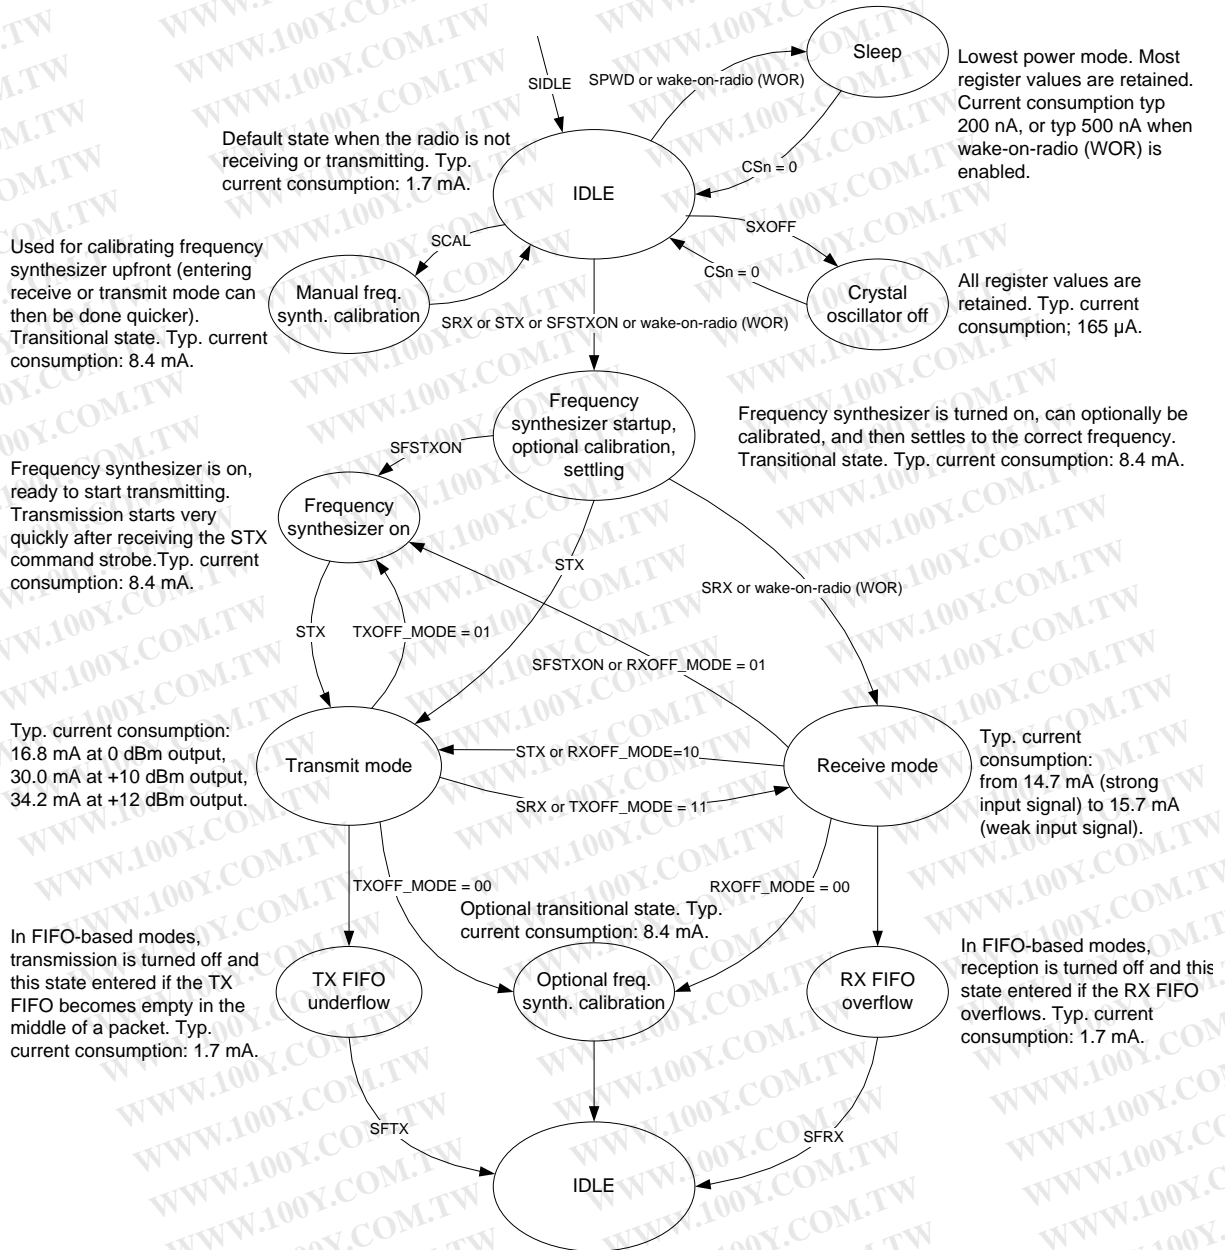 SIDLE
SPWD or wake-on-radio (WOR)
Sleep
Lowest power mode. Most
register values are retained.
Current consumption typ
200 nA, or typ 500 nA when
wake-on-radio (WOR) is
enabled.
Default state when the radio is not
receiving or transmitting. Typ.
current consumption: 1.7 mA.
IDLE
CSn = 0
SXOFF
CSn = 0
Crystal
oscillator off
All register values are
retained. Typ. current
consumption; 165 µA.
Used for calibrating frequency
synthesizer upfront (entering
receive or transmit mode can
then be done quicker).
Transitional state. Typ. current
consumption: 8.4 mA.
SCAL
Manual freq.
synth. calibration
SRX or STX or SFSTXON or wake-on-radio (WOR)
Frequency
synthesizer startup,
optional calibration,
settling
Frequency synthesizer is turned on, can optionally be
calibrated, and then settles to the correct frequency.
Transitional state. Typ. current consumption: 8.4 mA.
SFSTXON
Frequency synthesizer is on,
ready to start transmitting.
Transmission starts very
quickly after receiving the STX
command strobe.Typ. current
consumption: 8.4 mA.
Frequency
synthesizer on
STX
SRX or wake-on-radio (WOR)
STX
TXOFF_MODE = 01
SFSTXON or RXOFF_MODE = 01
Typ. current consumption:
16.8 mA at 0 dBm output,
30.0 mA at +10 dBm output,
34.2 mA at +12 dBm output.
Transmit mode
STX or RXOFF_MODE=10
SRX or TXOFF_MODE = 11
Receive mode
Typ. current
consumption:
from 14.7 mA (strong
input signal) to 15.7 mA
(weak input signal).
TXOFF_MODE = 00
RXOFF_MODE = 00
Optional transitional state. Typ.
current consumption: 8.4 mA.
In FIFO-based modes,
transmission is turned off and
this state entered if the TX
FIFO becomes empty in the
middle of a packet. Typ.
current consumption: 1.7 mA.
TX FIFO
underflow
Optional freq.
synth. calibration
RX FIFO
overflow
In FIFO-based modes,
reception is turned off and this
state entered if the RX FIFO
overflows. Typ. current
consumption: 1.7 mA.
SFTX
SFRX
IDLE
WWW.100Y.COM.TW